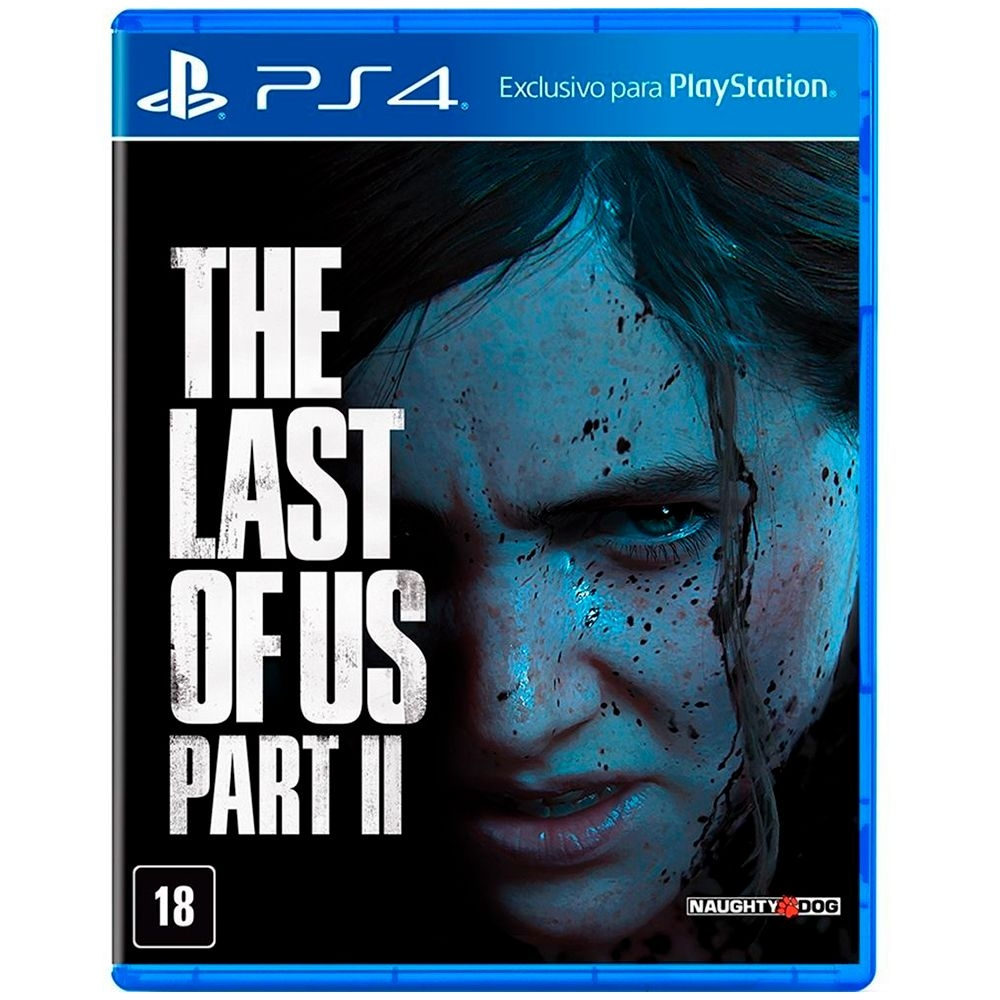 PS4 Exclusivo para PlayStation
THE
LAST
OF US
PART II
18
NAUGHTY DOG